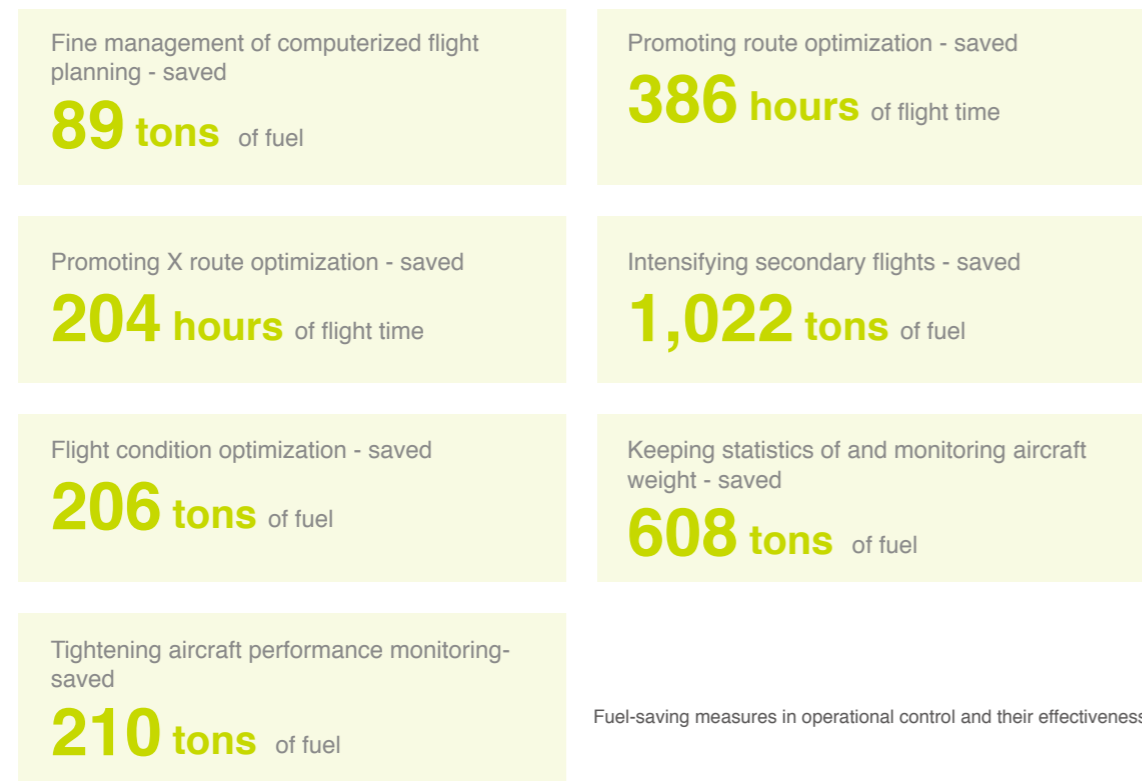 Fine management of computerized flight
planning - saved
89 tons of fuel
Promoting route optimization - saved
386 hours of flight time
Promoting X route optimization - saved
204 hours of flight time
Intensifying secondary flights - saved
1,022 tons of fuel
Flight condition optimization - saved
206 tons of fuel
Keeping statistics of and monitoring aircraft
weight - saved
608 tons of fuel
Tightening aircraft performance monitoring-
saved
210 tons of fuel
Fuel-saving measures in operational control and their effectiveness